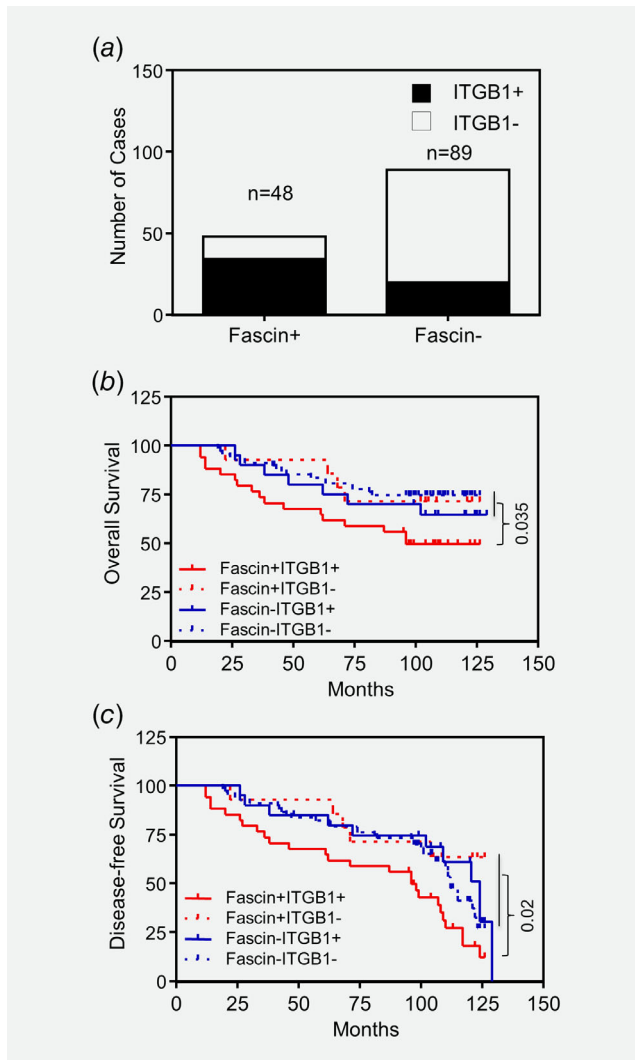 (a)
150
100
50
0
Number of Cases
ITGB1+
ITGB1-
n=48
n=89
Fascin+
Fascin-
(b)
125
100
75
50
25
0
Overall Survival
Fascin+ITGB1+
Fascin+ITGB1-
Fascin-ITGB1+
Fascin-ITGB1-
0.035
0 25 50 75 100 125 150
Months
(c)
125
100
75
50
25
0
Disease-free Survival
Fascin+ITGB1+
Fascin+ITGB1-
Fascin-ITGB1+
Fascin-ITGB1-
0.02
0 25 50 75 100 125 150
Months